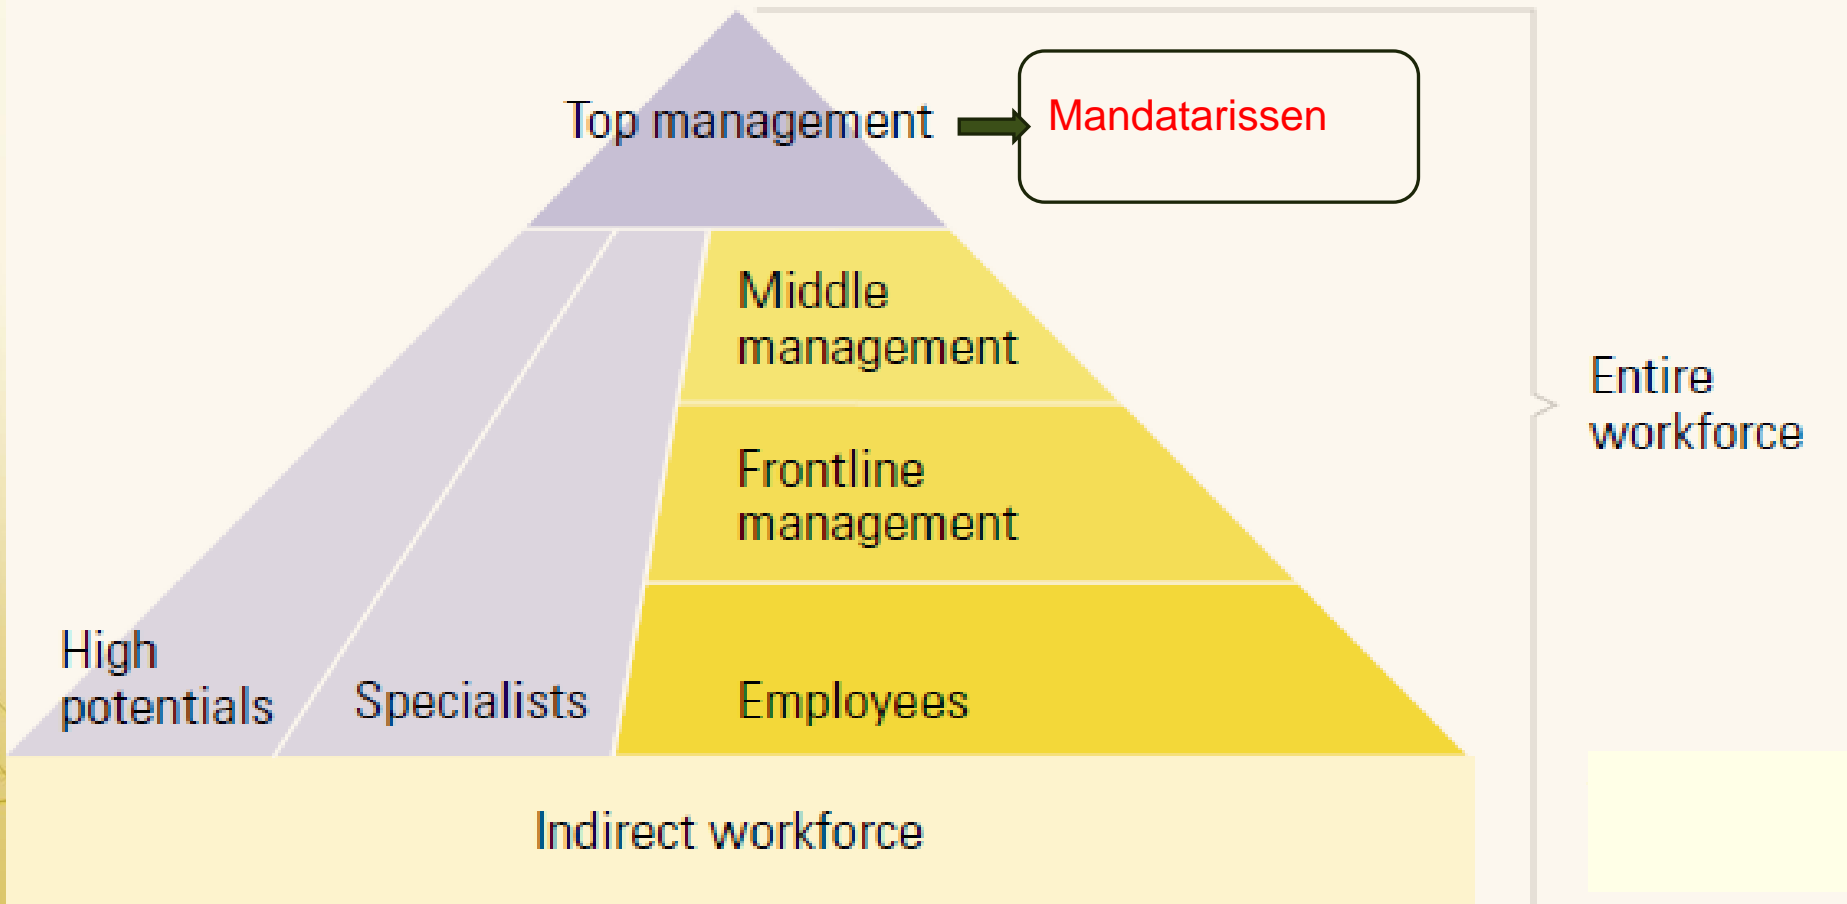 Top management
Mandatarissen
Middle
management
Frontline
management
Entire
workforce
High
potentials
Specialists
Employees
Indirect workforce